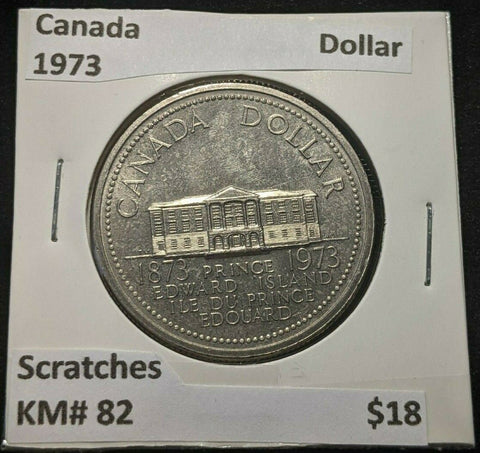 Canada Dollar
1973
CANADA DOLLAR
1873 PRINCE 1973
EDWARD ISLAND
ILE DU PRINCE
EDOUARD
Scratches
KM# 82 $18